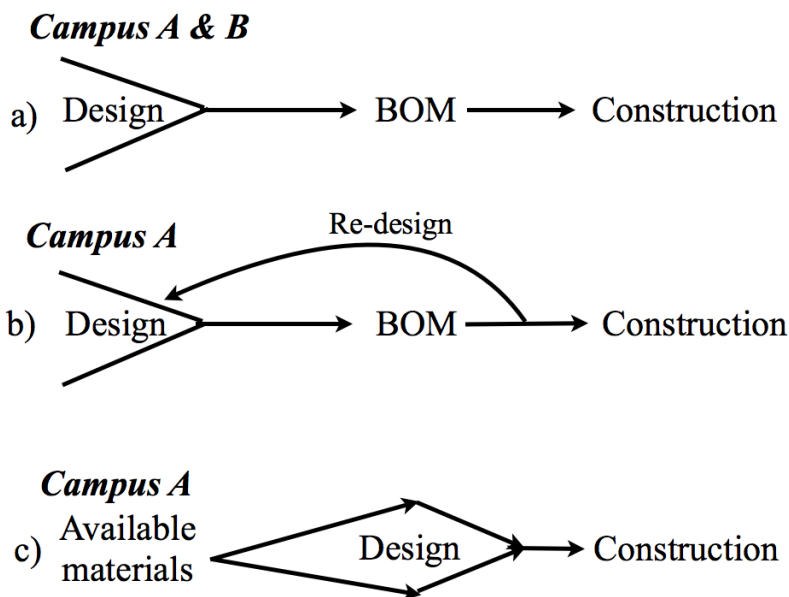 Campus A & B
a) Design BOM Construction
Re-design
Campus A
b) Design BOM Construction
Campus A
c) Available materials Design Construction